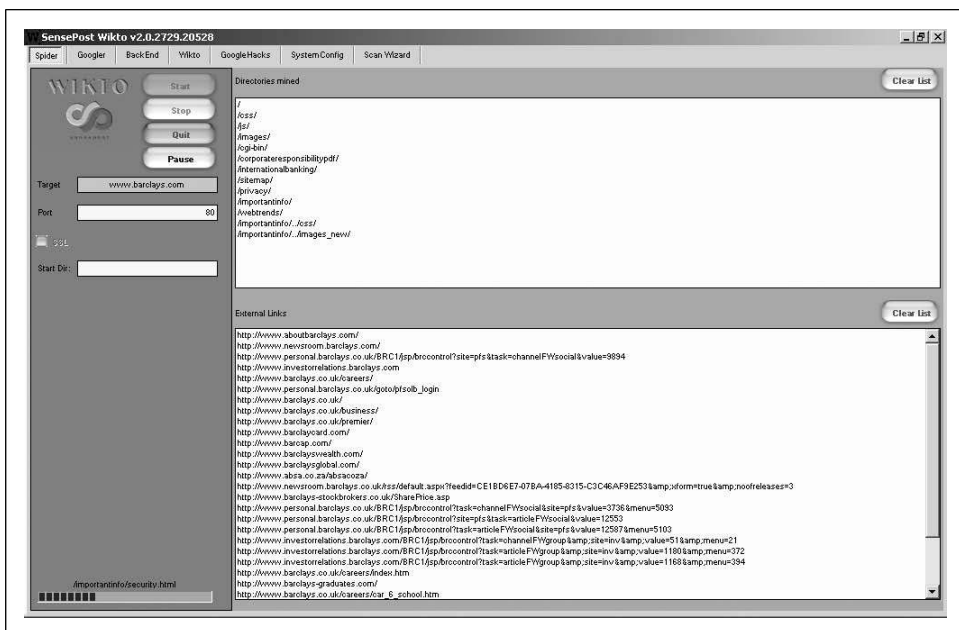 SensePost Wikto v2.0.2729.20528
Spider Googler BackEnd Wikto GoogleHacks SystemConfig Scan Wizard
WIKTO
SENSEPOST
Start
Stop
Quit
Pause
Target www.barclays.com
Port 80
SSL
Start Dir:
/importantinfo/security.html
Directories mined
Clear List
/
/css/
/js/
/images/
/cgi-bin/
/corporateresponsibilitypdf/
/internationalbanking/
/sitemap/
/privacy/
/importantinfo/
/webtrends/
/importantinfo/../css/
/importantinfo/../images_new/
External Links
Clear List
http://www.aboutbarclays.com/
http://www.newsroom.barclays.com/
http://www.personal.barclays.co.uk/BRC1/jsp/brccontrol?site=pfs&task=channelFWsocial&value=9894
http://www.investorrelations.barclays.com
http://www.barclays.co.uk/careers/
http://www.personal.barclays.co.uk/goto/pfsolb_login
http://www.barclays.co.uk/
http://www.barclays.co.uk/business/
http://www.barclays.co.uk/premier/
http://www.barclaycard.com/
http://www.barcap.com/
http://www.barclayswealth.com/
http://www.barclaysglobal.com/
http://www.absa.co.za/absacoza/
http://www.newsroom.barclays.co.uk/rss/default.aspx?feedid=CE1BD6E7-07BA-4185-8315-C3C46AF9E253&amp;xform=true&amp;noofreleases=3
http://www.barclays-stockbrokers.co.uk/SharePrice.asp
http://www.personal.barclays.co.uk/BRC1/jsp/brccontrol?task=channelFWsocial&site=pfs&value=3736&menu=5093
http://www.personal.barclays.co.uk/BRC1/jsp/brccontrol?site=pfs&task=articleFWsocial&value=12553
http://www.personal.barclays.co.uk/BRC1/jsp/brccontrol?task=articleFWsocial&site=pfs&value=12587&menu=5103
http://www.investorrelations.barclays.com/BRC1/jsp/brccontrol?task=channelFWgroup&amp;site=inv&amp;value=51&amp;menu=21
http://www.investorrelations.barclays.com/BRC1/jsp/brccontrol?task=articleFWgroup&amp;site=inv&amp;value=1180&amp;menu=372
http://www.investorrelations.barclays.com/BRC1/jsp/brccontrol?task=articleFWgroup&amp;site=inv&amp;value=1168&amp;menu=394
http://www.barclays.co.uk/careers/index.htm
http://www.barclays-graduates.com/
http://www.barclays.co.uk/careers/car_6_school.htm